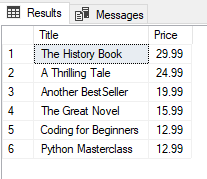 Results Messages
Title Price
1 The History Book 29.99
2 A Thrilling Tale 24.99
3 Another BestSeller 19.99
4 The Great Novel 15.99
5 Coding for Beginners 12.99
6 Python Masterclass 12.99